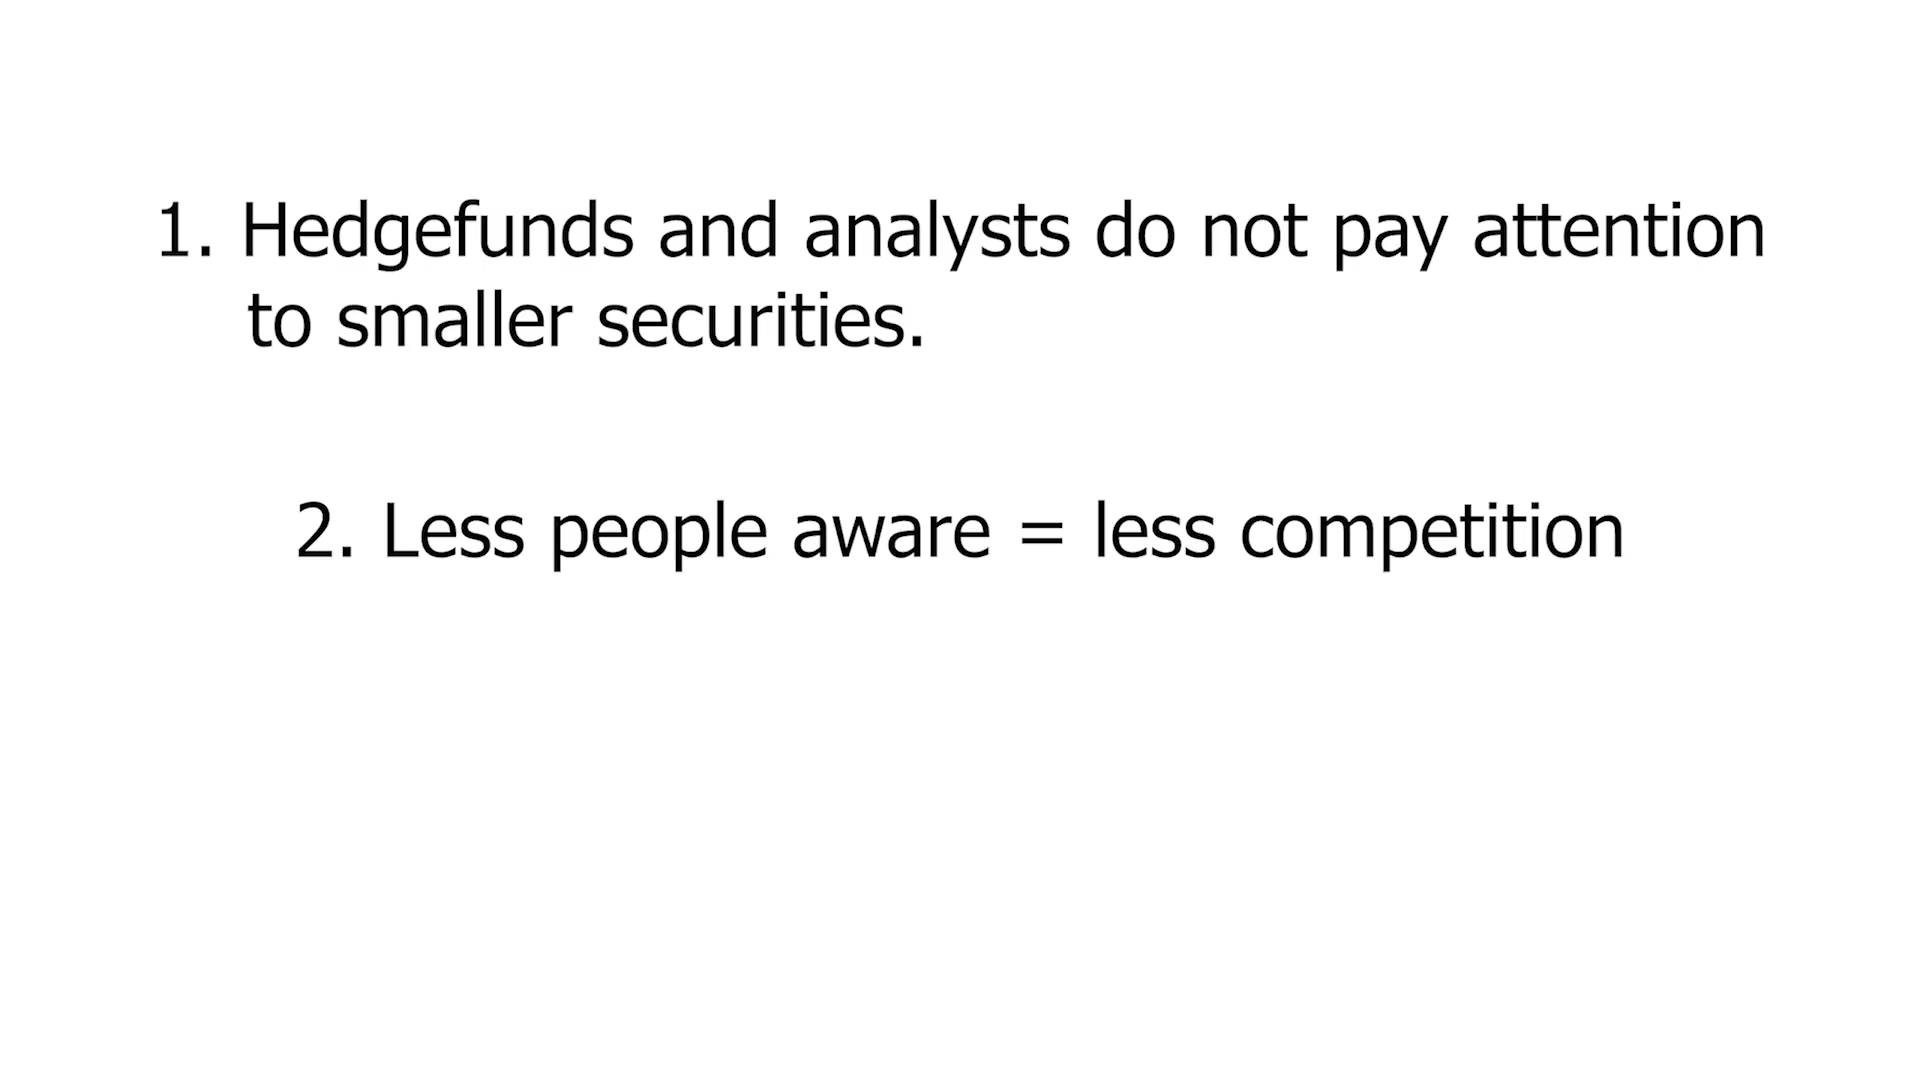 1. Hedgefunds and analysts do not pay attention
to smaller securities.
2. Less people aware = less competition